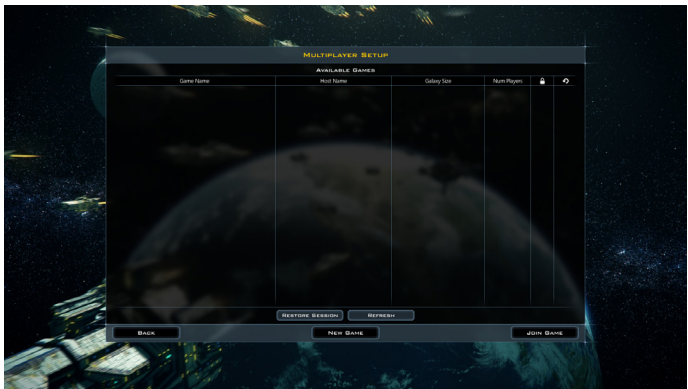 Multiplayer Setup
Available Games
Game Name Host Name Galaxy Size Num Players
Restore Session Refresh
Back New Game Join Game